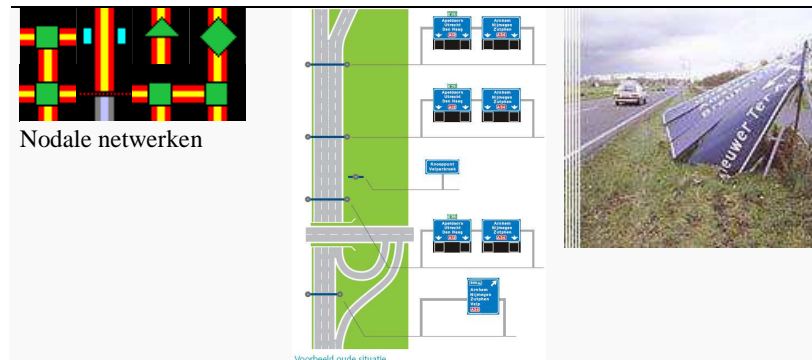 Nodale netwerken
Apeldoorn
Utrecht
Den Haag
Arnhem
Nijmegen
Zutphen
Apeldoorn
Utrecht
Den Haag
Arnhem
Nijmegen
Zutphen
Knooppunt
Velperbroek
Apeldoorn
Utrecht
Den Haag
Arnhem
Nijmegen
Zutphen
Arnhem
Nijmegen
Zutphen
Velp
Voorbeeld oude situatie